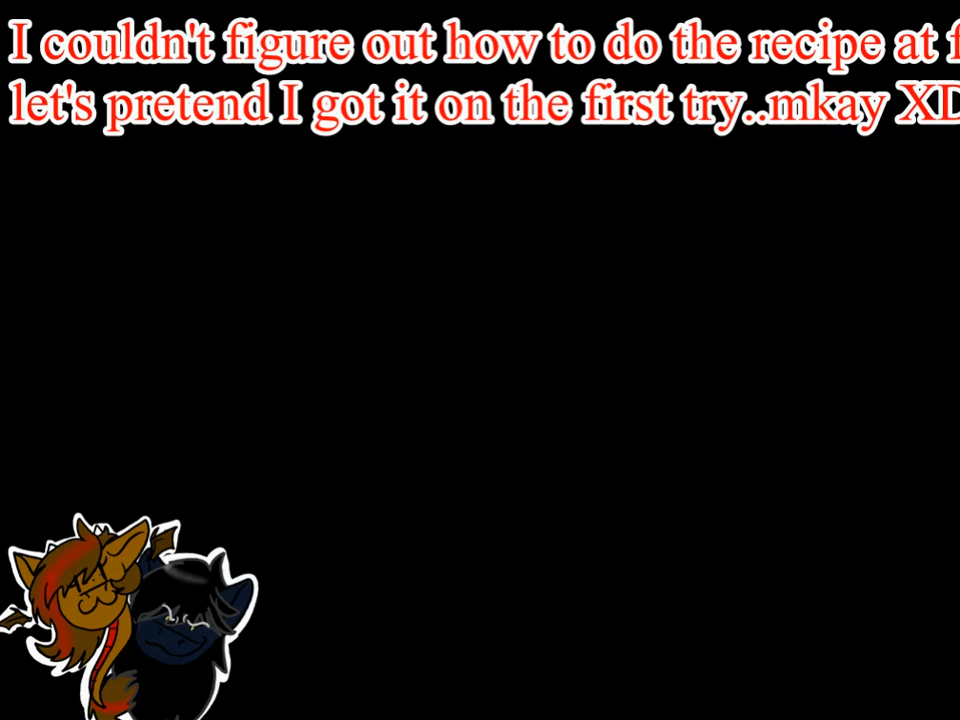 I couldn't figure out how to do the recipe at
let's pretend I got it on the first try..mkay XD